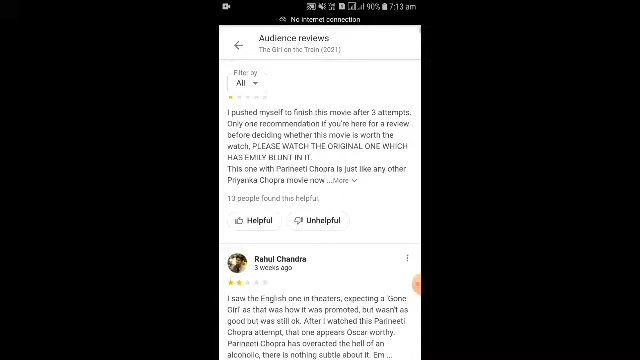 90% 7:13 am
No internet connection
Audience reviews
The Girl on the Train (2021)
Filter by
All
I pushed myself to finish this movie after 3 attempts.
Only one recommendation if you're here for a review
before deciding whether this movie is worth the
watch, PLEASE WATCH THE ORIGINAL ONE WHICH
HAS EMILY BLUNT IN IT.
This one with Parineeti Chopra is just like any other
Priyanka Chopra movie now ...More
13 people found this helpful.
Helpful Unhelpful
Rahul Chandra
3 weeks ago
I saw the English one in theaters, expecting a 'Gone
Girl' as that was how it was promoted, but wasn't as
good but was still ok. After I watched this Parineeti
Chopra attempt, that one appears Oscar worthy.
Parineeti Chopra has overacted the hell of an
alcoholic, there is nothing subtle about it. Em ...